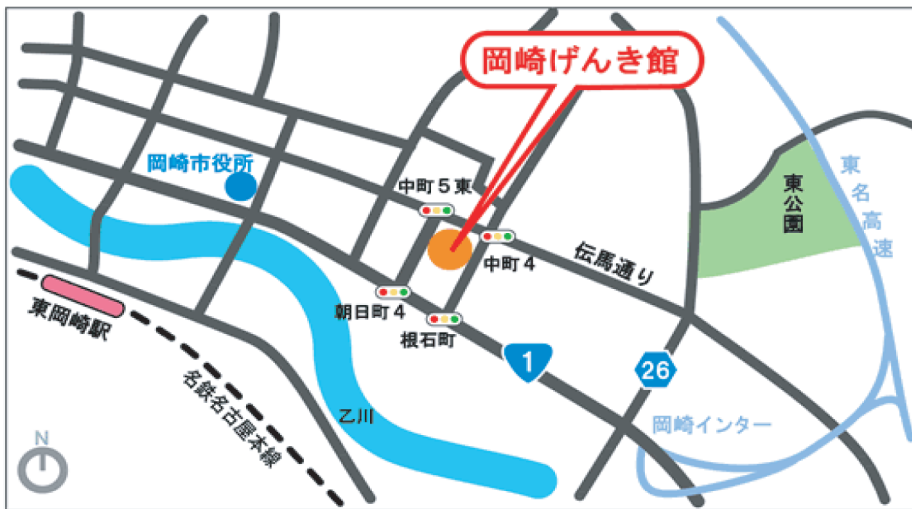 岡崎げんき館
岡崎市役所
中町5東
中町4
伝馬通り
東公園
東名高速
朝日町4
根石町
1
26
東岡崎駅
名鉄名古屋本線
乙川
岡崎インター
N